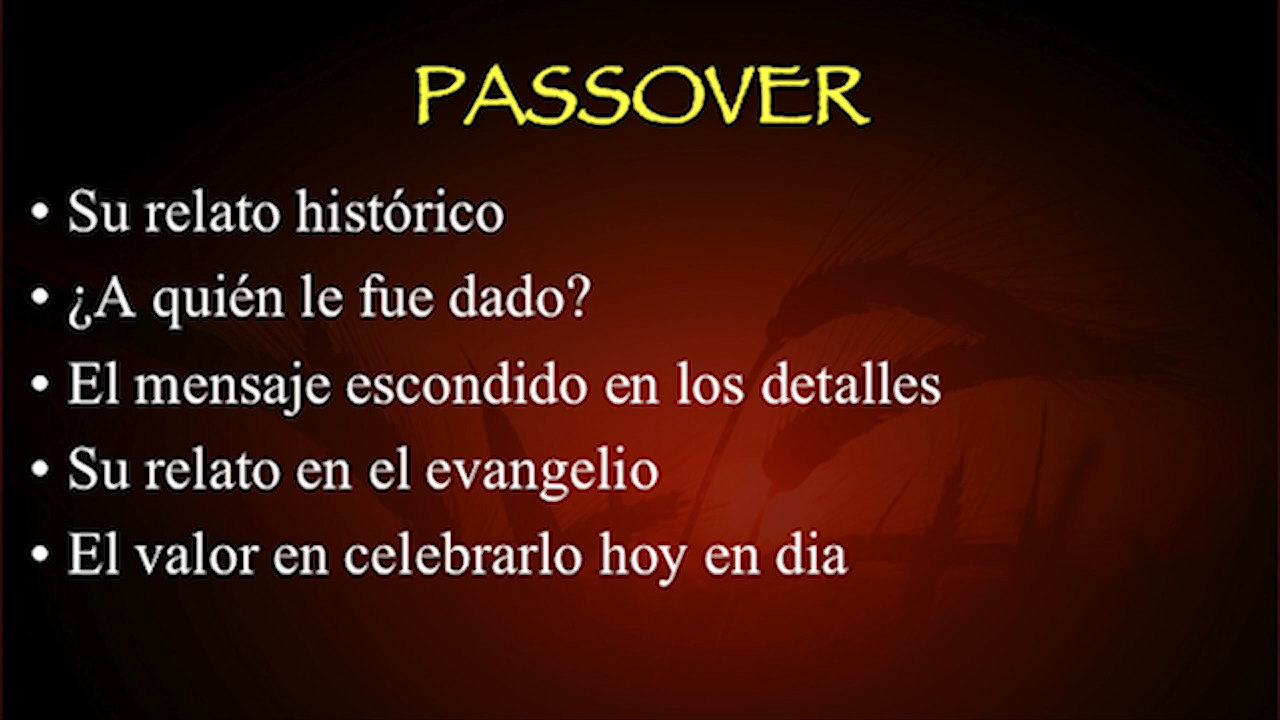 PASSOVER
• Su relato histórico
• ¿A quién le fue dado?
• El mensaje escondido en los detalles
• Su relato en el evangelio
• El valor en celebrarlo hoy en dia